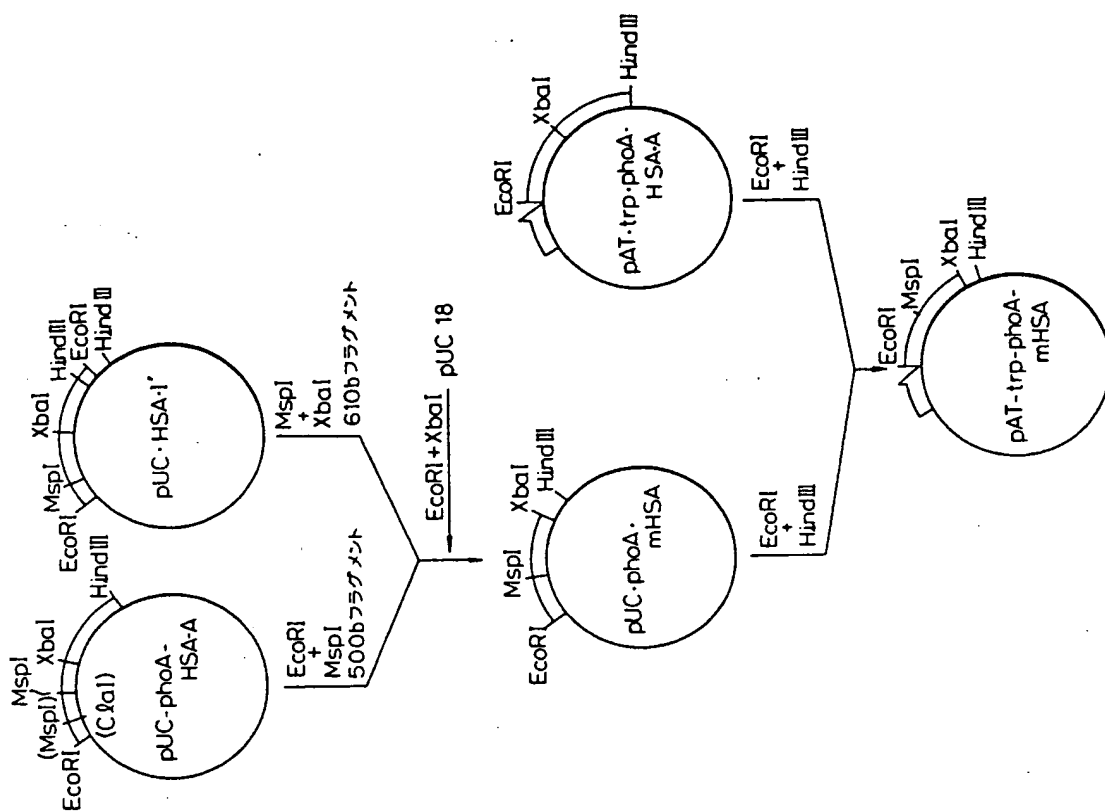 MspI
(MspI)'
XbaI
EcoRI
(ClaI)
HindⅢ
pUC-phoA-
HSA-A
EcoRI
MspI
XbaI
HindⅢ
EcoRI
HindⅢ
pUC·HSA·I'
EcoRI
+
MspI
500bフラグメント
MspI
+
XbaI
610bフラグメント
EcoRI+XbaI
pUC 18
EcoRI
MspI
XbaI
HindⅢ
pUC·phoA·
mHSA
EcoRI
XbaI
HindⅢ
pAT·trp·phoA·
HSA·A
EcoRI
+
HindⅢ
EcoRI
+
HindⅢ
EcoRI
MspI
XbaI
HindⅢ
pAT-trp-phoA-
mHSA